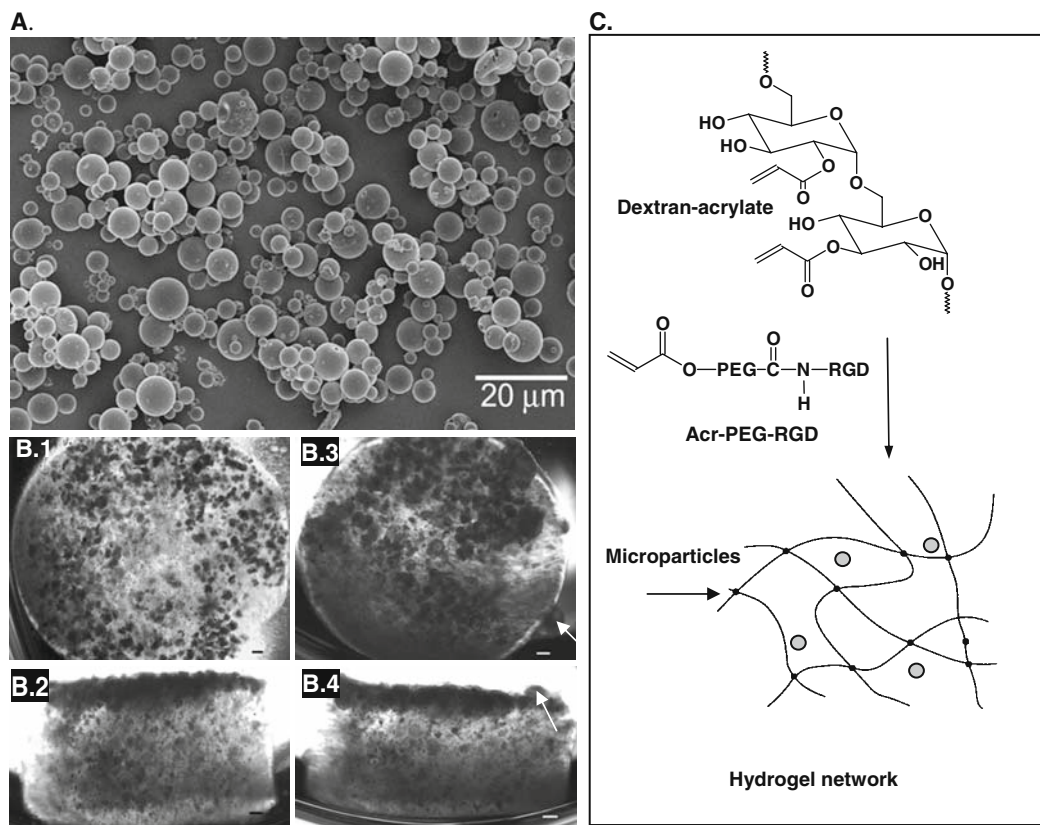 A.
20 µm
B.1
B.3
B.2
B.4
C.
O
HO
O
HO
O
O
O
Dextran-acrylate
HO
O
O
O
OH
O
O
O
O
PEG
C
N
RGD
H
Acr-PEG-RGD
Microparticles
Hydrogel network